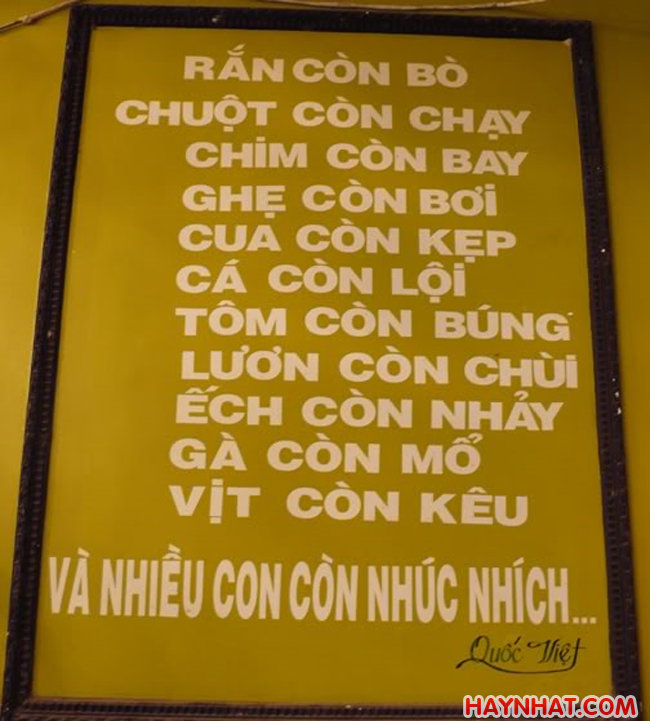 RẮN CÒN BÒ
CHUỘT CÒN CHẠY
CHIM CÒN BAY
GHẸ CÒN BƠI
CUA CÒN KẸP
CÁ CÒN LỘI
TÔM CÒN BÚNG
LƯƠN CÒN CHÙI
ẾCH CÒN NHẢY
GÀ CÒN MỔ
VỊT CÒN KÊU
VÀ NHIỀU CON CÒN NHÚC NHÍCH...
Quốc Việt
HAYNHAT.COM